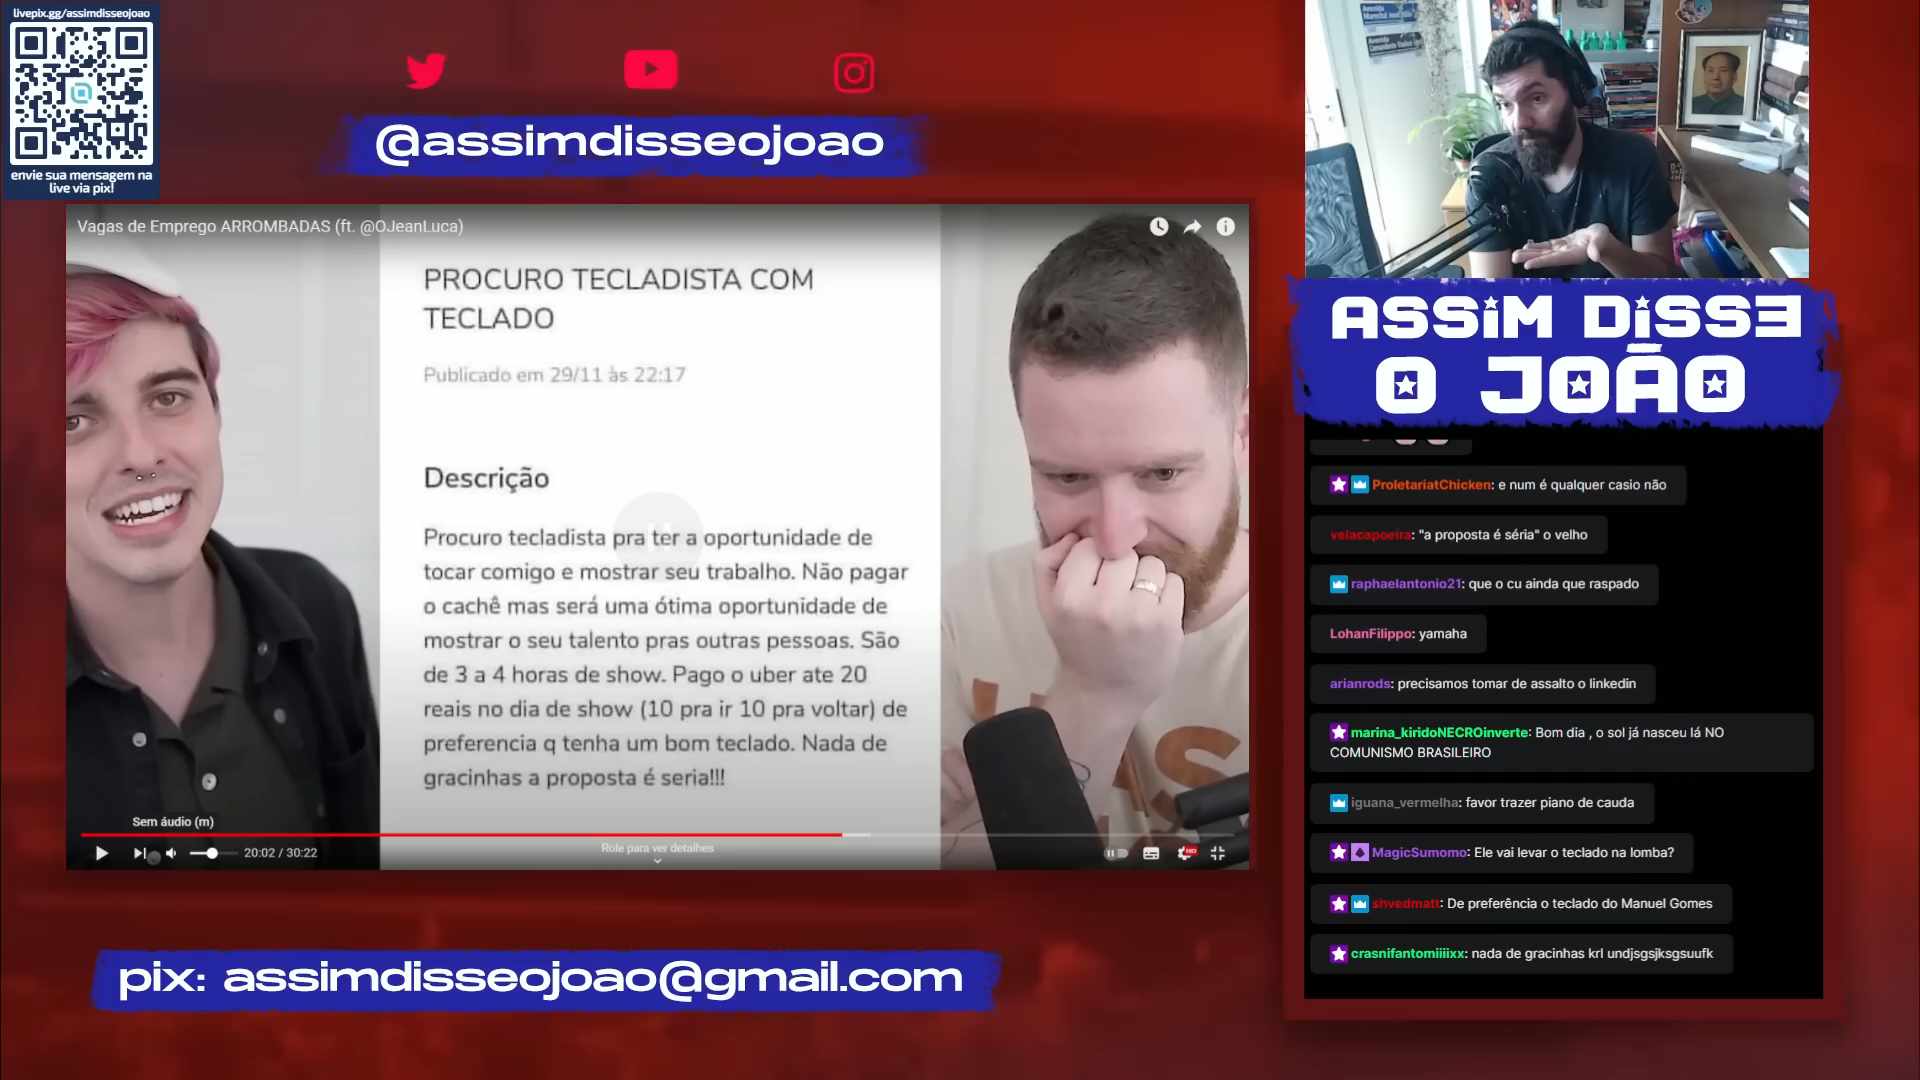 livepix.gg/assimdisseojoao
envie sua mensagem na
live via pix!
@assimdisseojoao
Vagas de Emprego ARROMBADAS (ft. @OJeanLuca)
PROCURO TECLADISTA COM
TECLADO
Publicado em 29/11 às 22:17
Descrição
Procuro tecladista pra ter a oportunidade de
tocar comigo e mostrar seu trabalho. Não pagar
o cachê mas será uma ótima oportunidade de
mostrar o seu talento pras outras pessoas. São
de 3 a 4 horas de show. Pago o uber ate 20
reais no dia de show (10 pra ir 10 pra voltar) de
preferencia q tenha um bom teclado. Nada de
gracinhas a proposta é seria!!!
Sem áudio (m)
20:02 / 30:22
Role para ver detalhes
HD
pix: assimdisseojoao@gmail.com
ASSIM DISSE
O JOÃO
ProletariatChicken: e num é qualquer casio não
velacapoeira: "a proposta é séria" o velho
raphaelantonio21: que o cu ainda que raspado
LohanFilippo: yamaha
arianrods: precisamos tomar de assalto o linkedin
marina_kiridoNECROinverte: Bom dia , o sol já nasceu lá NO
COMUNISMO BRASILEIRO
iguana_vermelha: favor trazer piano de cauda
MagicSumomo: Ele vai levar o teclado na lomba?
shvedmatt: De preferência o teclado do Manuel Gomes
crasnifantomiiiixx: nada de gracinhas krl undjsgsjksgsuufk